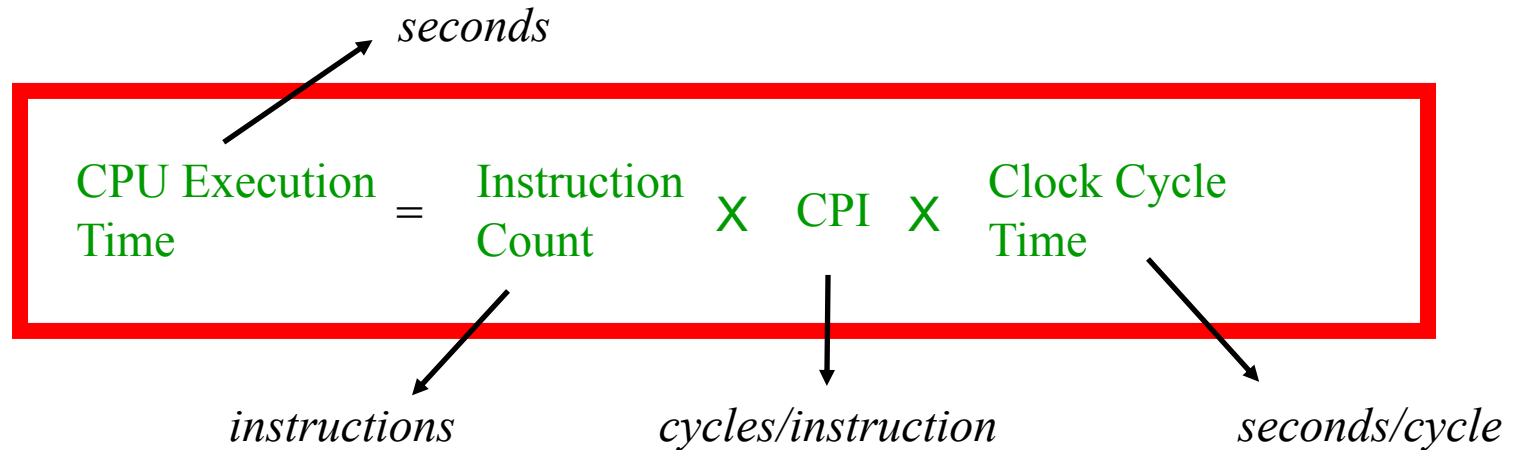 seconds
CPU Execution Time = Instruction Count X CPI X Clock Cycle Time
instructions cycles/instruction seconds/cycle